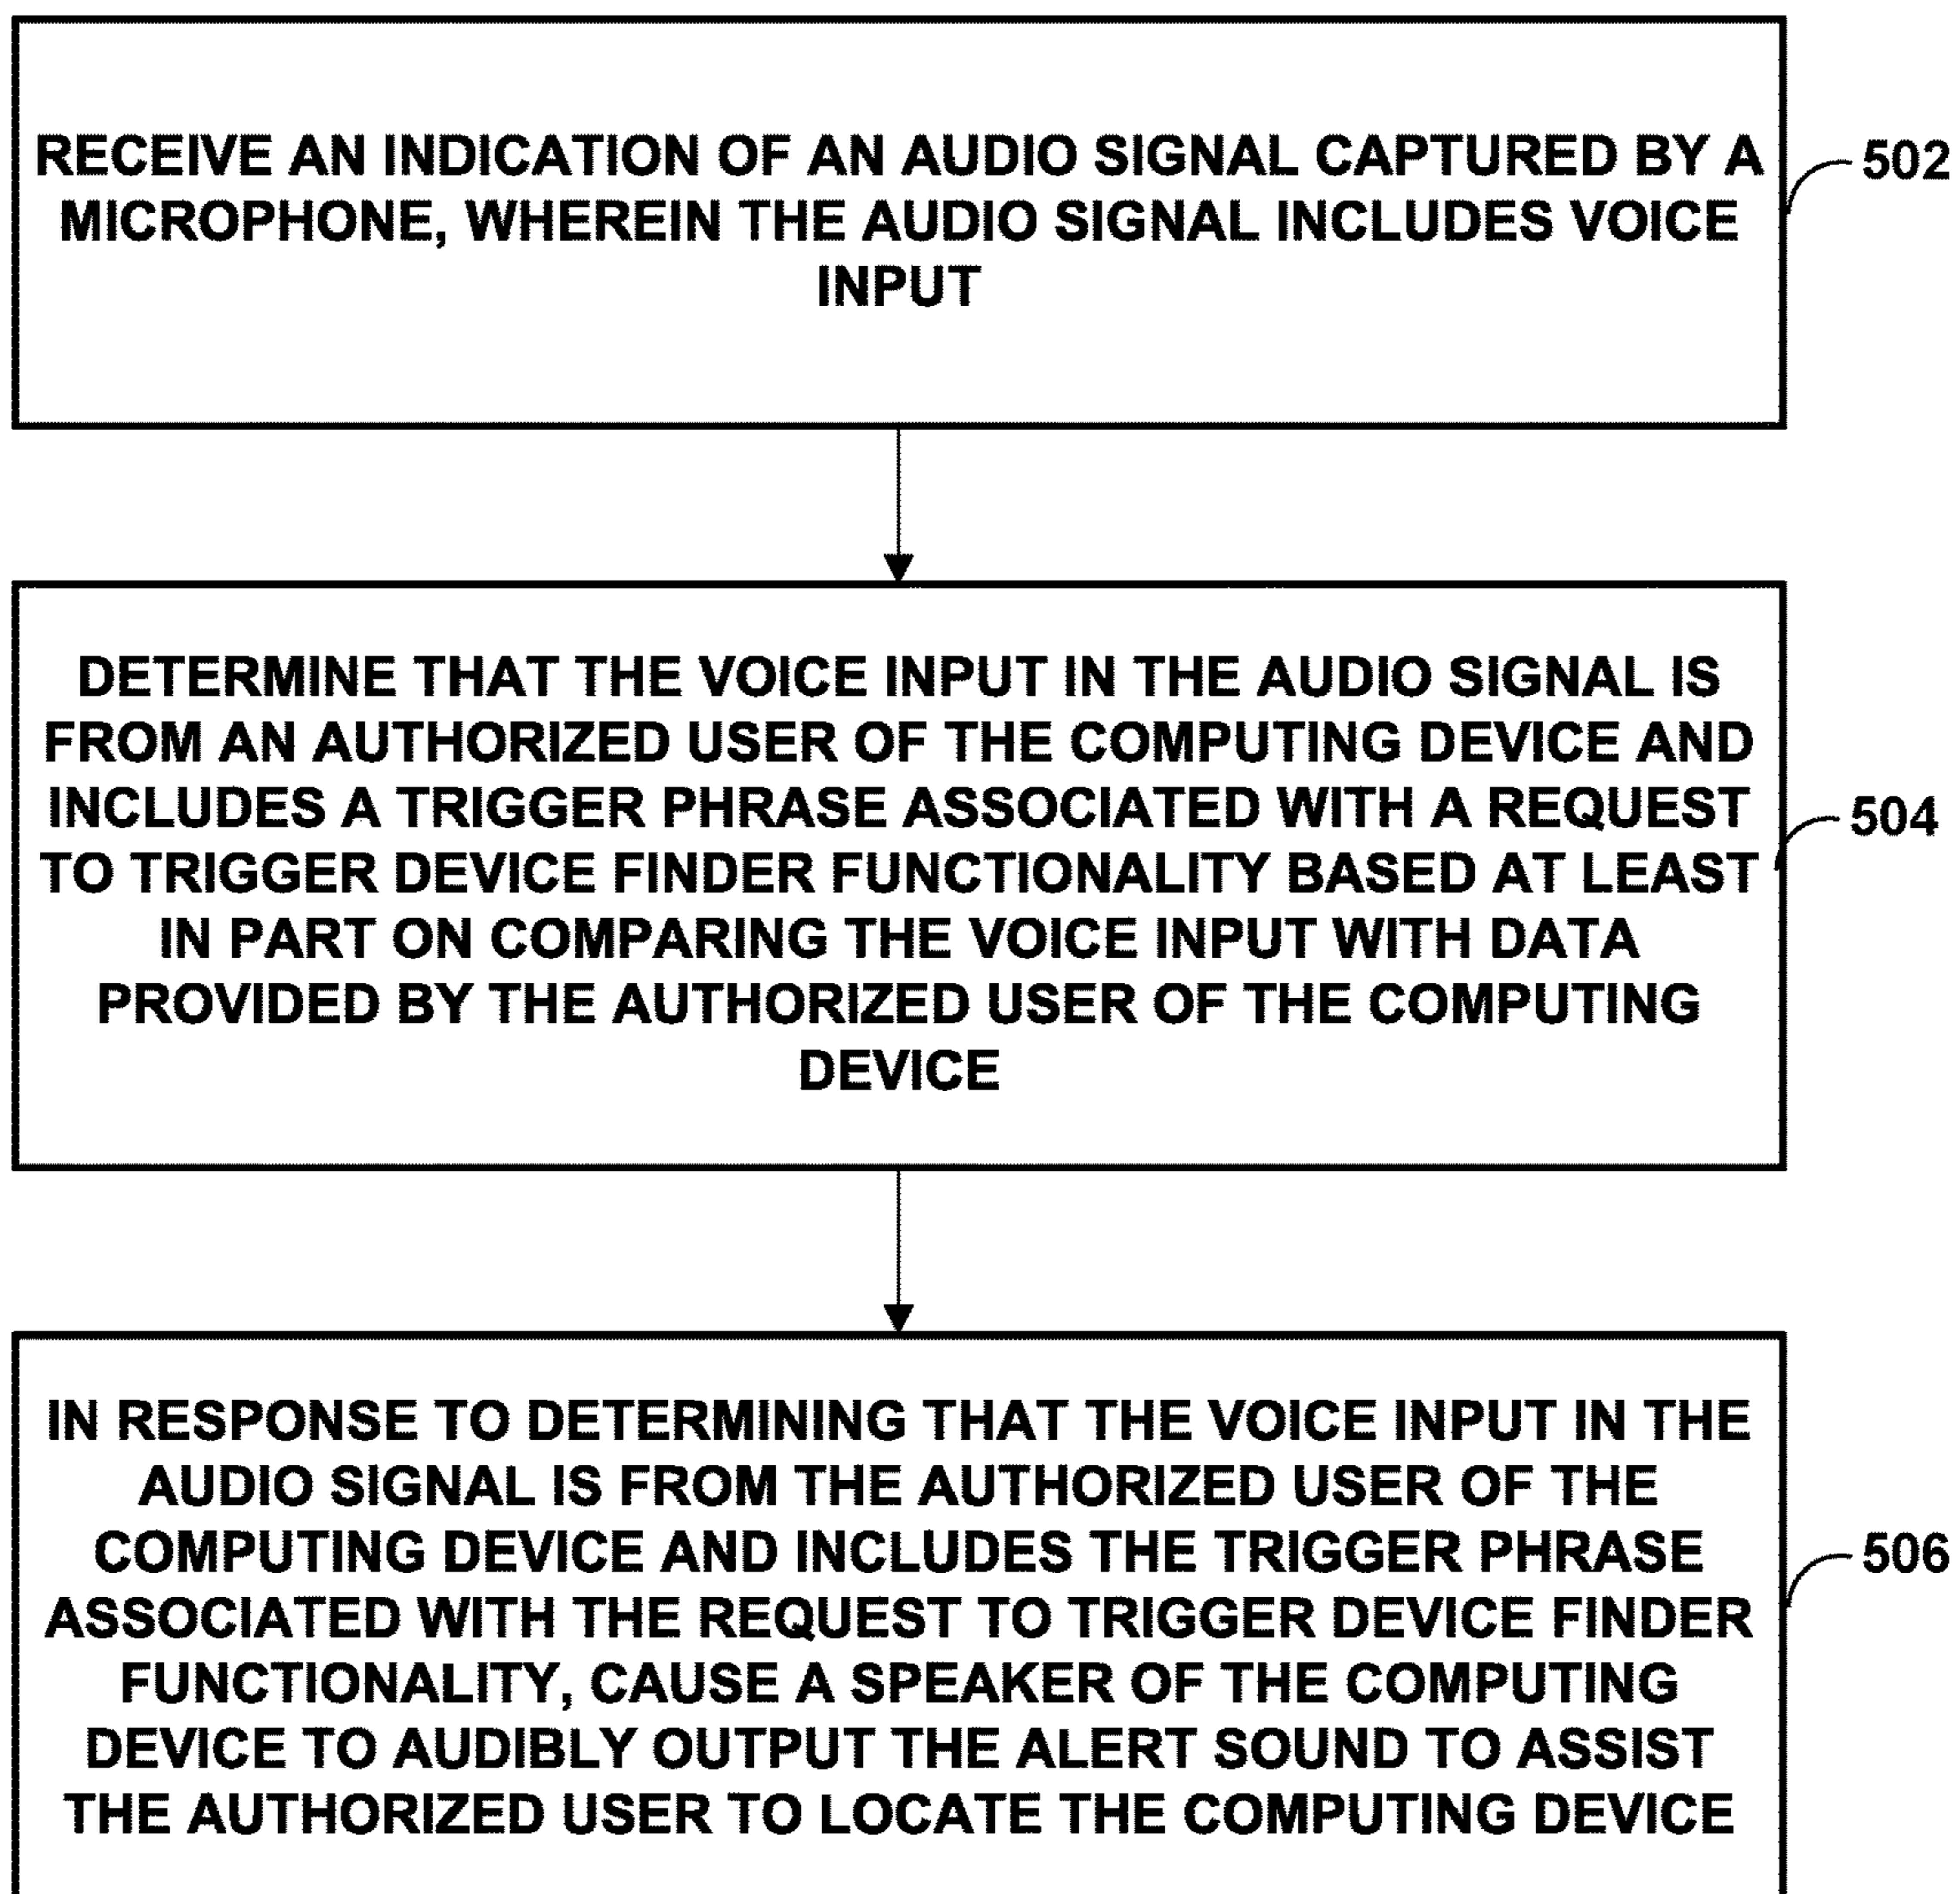 RECEIVE AN INDICATION OF AN AUDIO SIGNAL CAPTURED BY A
MICROPHONE, WHEREIN THE AUDIO SIGNAL INCLUDES VOICE
INPUT
502
DETERMINE THAT THE VOICE INPUT IN THE AUDIO SIGNAL IS
FROM AN AUTHORIZED USER OF THE COMPUTING DEVICE AND
INCLUDES A TRIGGER PHRASE ASSOCIATED WITH A REQUEST
TO TRIGGER DEVICE FINDER FUNCTIONALITY BASED AT LEAST
IN PART ON COMPARING THE VOICE INPUT WITH DATA
PROVIDED BY THE AUTHORIZED USER OF THE COMPUTING
DEVICE
504
IN RESPONSE TO DETERMINING THAT THE VOICE INPUT IN THE
AUDIO SIGNAL IS FROM THE AUTHORIZED USER OF THE
COMPUTING DEVICE AND INCLUDES THE TRIGGER PHRASE
ASSOCIATED WITH THE REQUEST TO TRIGGER DEVICE FINDER
FUNCTIONALITY, CAUSE A SPEAKER OF THE COMPUTING
DEVICE TO AUDIBLY OUTPUT THE ALERT SOUND TO ASSIST
THE AUTHORIZED USER TO LOCATE THE COMPUTING DEVICE
506